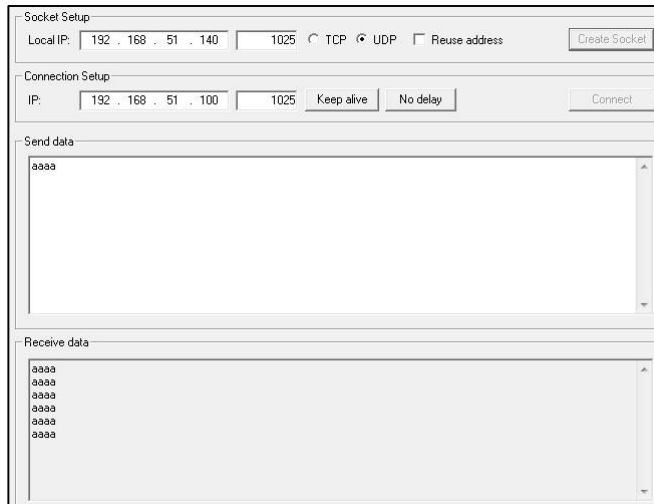 Socket Setup
Local IP: 192 . 168 . 51 . 140 1025 TCP UDP Reuse address Create Socket
Connection Setup
IP: 192 . 168 . 51 . 100 1025 Keep alive No delay Connect
Send data
aaaa
Receive data
aaaa
aaaa
aaaa
aaaa
aaaa
aaaa